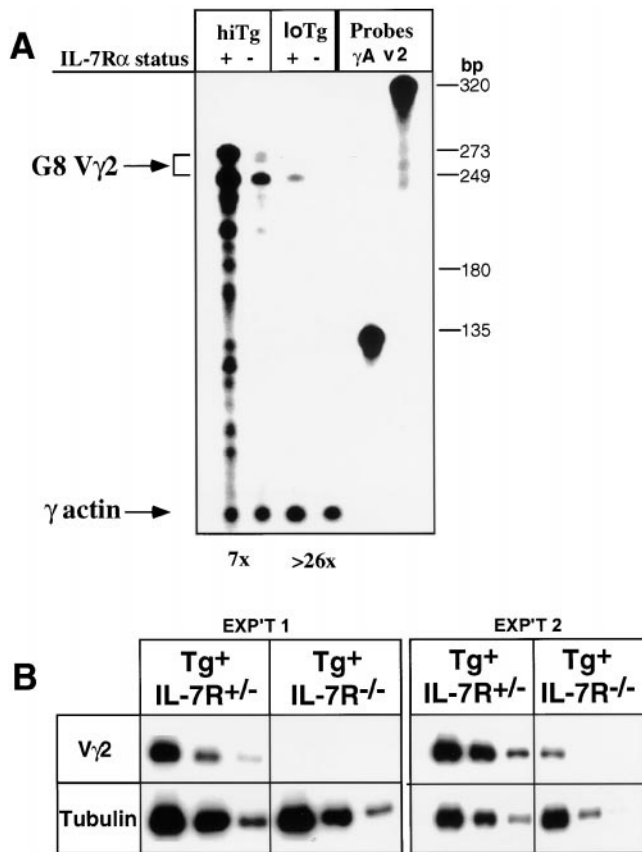 A
hiTg loTg Probes
IL-7Rα status + - + - γA v2 bp
320
G8 Vγ2
273
249
180
135
γ actin
7x >26x
B
EXP'T 1 EXP'T 2
Tg+ Tg+ Tg+ Tg+
IL-7R+/- IL-7R-/- IL-7R+/- IL-7R-/-
Vγ2
Tubulin